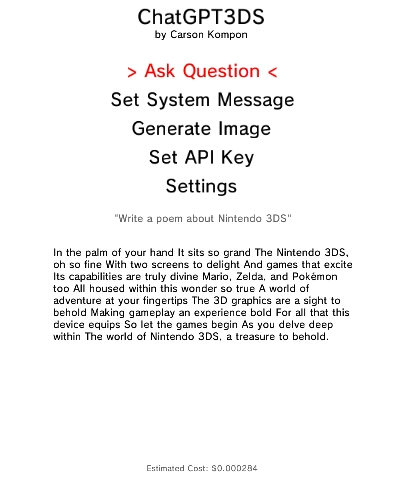 ChatGPT3DS
by Carson Kompon
> Ask Question <
Set System Message
Generate Image
Set API Key
Settings
"Write a poem about Nintendo 3DS"
In the palm of your hand It sits so grand The Nintendo 3DS,
oh so fine With two screens to delight And games that excite
Its capabilities are truly divine Mario, Zelda, and Pokémon
too All housed within this wonder so true A world of
adventure at your fingertips The 3D graphics are a sight to
behold Making gameplay an experience bold For all that this
device equips So let the games begin As you delve deep
within The world of Nintendo 3DS, a treasure to behold.
Estimated Cost: $0.000284